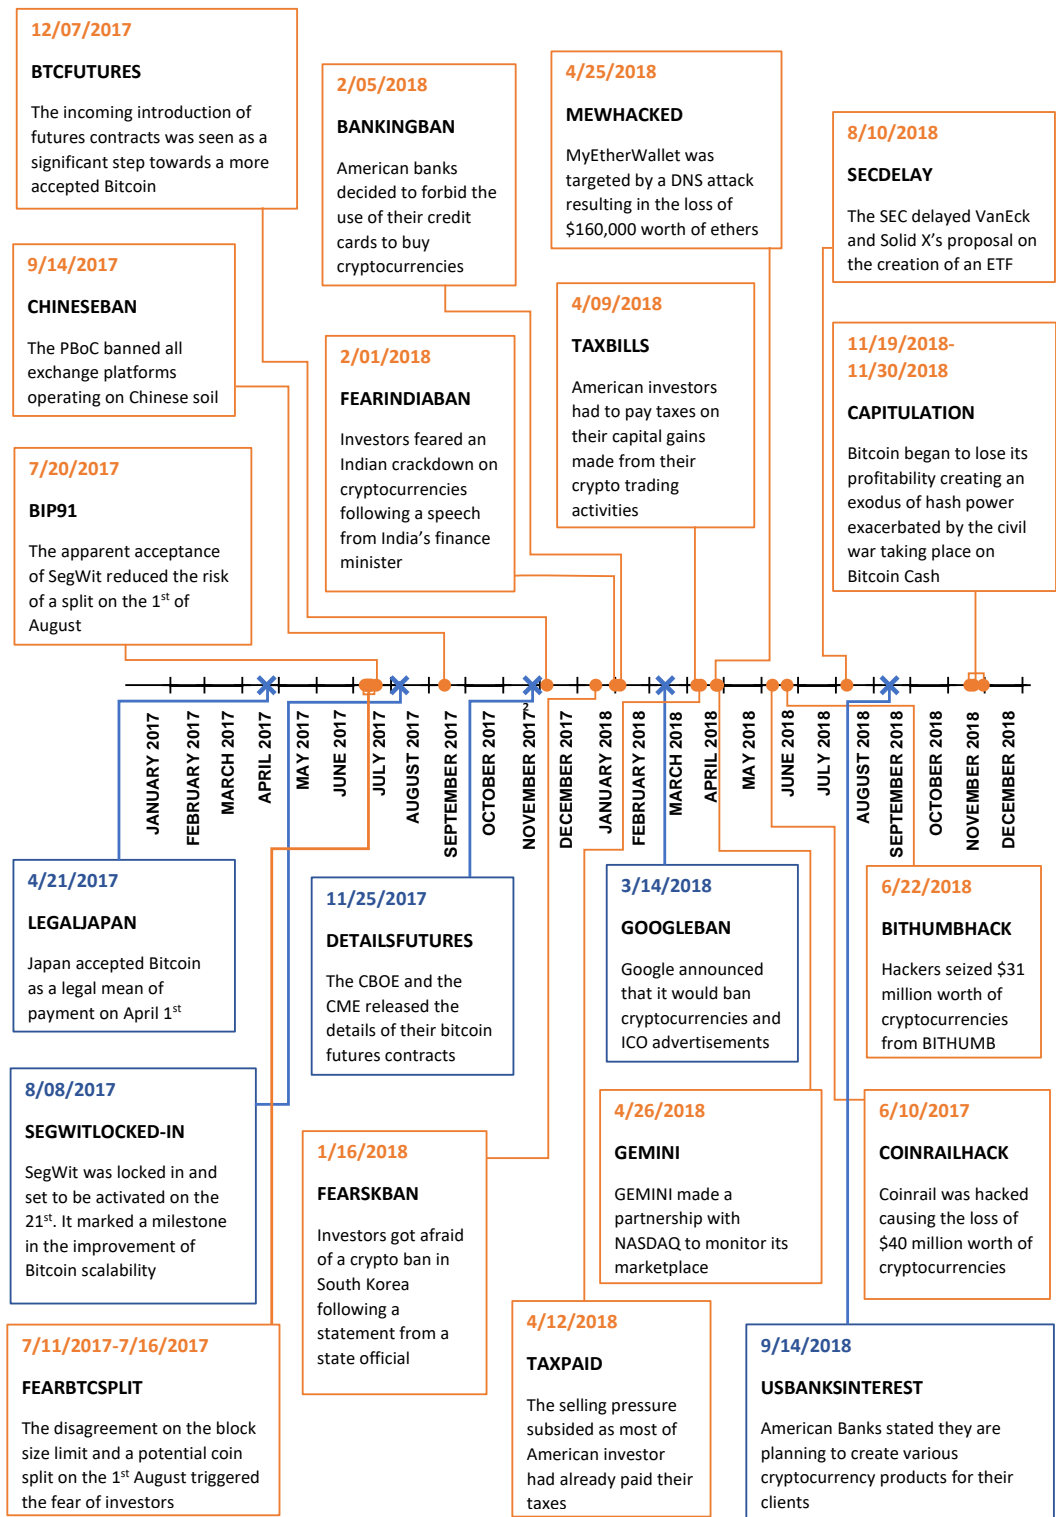 12/07/2017
BTCFUTURES
The incoming introduction of
futures contracts was seen as a
significant step towards a more
accepted Bitcoin
2/05/2018
BANKINGBAN
American banks
decided to forbid the
use of their credit
cards to buy
cryptocurrencies
4/25/2018
MEWHACKED
MyEtherWallet was
targeted by a DNS attack
resulting in the loss of
$160,000 worth of ethers
8/10/2018
SECDELAY
The SEC delayed VanEck
and Solid X’s proposal on
the creation of an ETF
9/14/2017
CHINESEBAN
The PBoC banned all
exchange platforms
operating on Chinese soil
2/01/2018
FEARINDIABAN
Investors feared an
Indian crackdown on
cryptocurrencies
following a speech
from India’s finance
minister
4/09/2018
TAXBILLS
American investors
had to pay taxes on
their capital gains
made from their
crypto trading
activities
11/19/2018-
11/30/2018
CAPITULATION
Bitcoin began to lose its
profitability creating an
exodus of hash power
exacerbated by the civil
war taking place on
Bitcoin Cash
7/20/2017
BIP91
The apparent acceptance
of SegWit reduced the risk
of a split on the 1st of
August
JANUARY 2017
FEBRUARY 2017
MARCH 2017
APRIL 2017
MAY 2017
JUNE 2017
JULY 2017
AUGUST 2017
SEPTEMBER 2017
OCTOBER 2017
NOVEMBER 2017²
DECEMBER 2017
JANUARY 2018
FEBRUARY 2018
MARCH 2018
APRIL 2018
MAY 2018
JUNE 2018
JULY 2018
AUGUST 2018
SEPTEMBER 2018
OCTOBER 2018
NOVEMBER 2018
DECEMBER 2018
4/21/2017
LEGALJAPAN
Japan accepted Bitcoin
as a legal mean of
payment on April 1st
11/25/2017
DETAILSFUTURES
The CBOE and the
CME released the
details of their bitcoin
futures contracts
3/14/2018
GOOGLEBAN
Google announced
that it would ban
cryptocurrencies and
ICO advertisements
6/22/2018
BITHUMBHACK
Hackers seized $31
million worth of
cryptocurrencies
from BITHUMB
8/08/2017
SEGWITLOCKED-IN
SegWit was locked in and
set to be activated on the
21st. It marked a milestone
in the improvement of
Bitcoin scalability
1/16/2018
FEARSKBAN
Investors got afraid
of a crypto ban in
South Korea
following a
statement from a
state official
4/26/2018
GEMINI
GEMINI made a
partnership with
NASDAQ to monitor its
marketplace
6/10/2017
COINRAILHACK
Coinrail was hacked
causing the loss of
$40 million worth of
cryptocurrencies
7/11/2017-7/16/2017
FEARBTCSPLIT
The disagreement on the block
size limit and a potential coin
split on the 1st August triggered
the fear of investors
4/12/2018
TAXPAID
The selling pressure
subsided as most of
American investor
had already paid their
taxes
9/14/2018
USBANKSINTEREST
American Banks stated they are
planning to create various
cryptocurrency products for their
clients